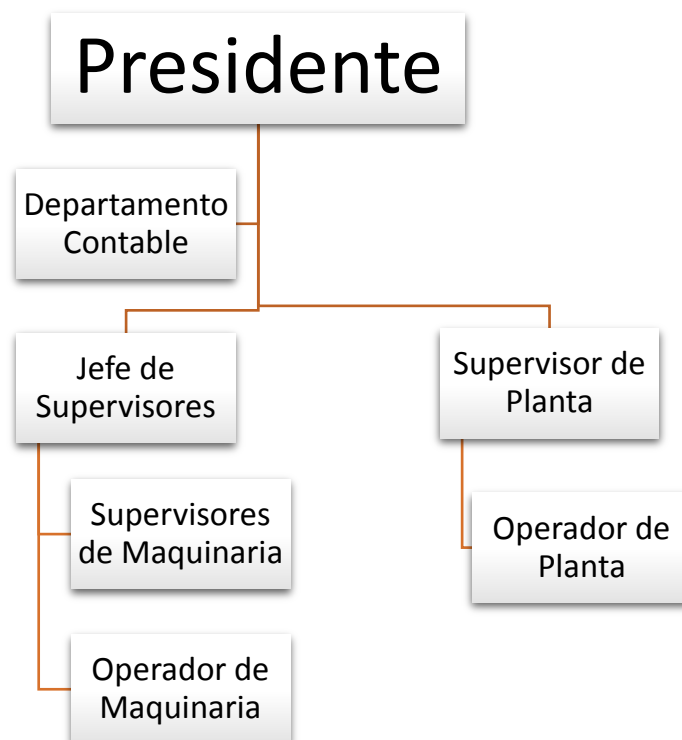 Presidente
Departamento
Contable
Jefe de
Supervisores
Supervisor de
Planta
Supervisores
de Maquinaria
Operador de
Planta
Operador de
Maquinaria